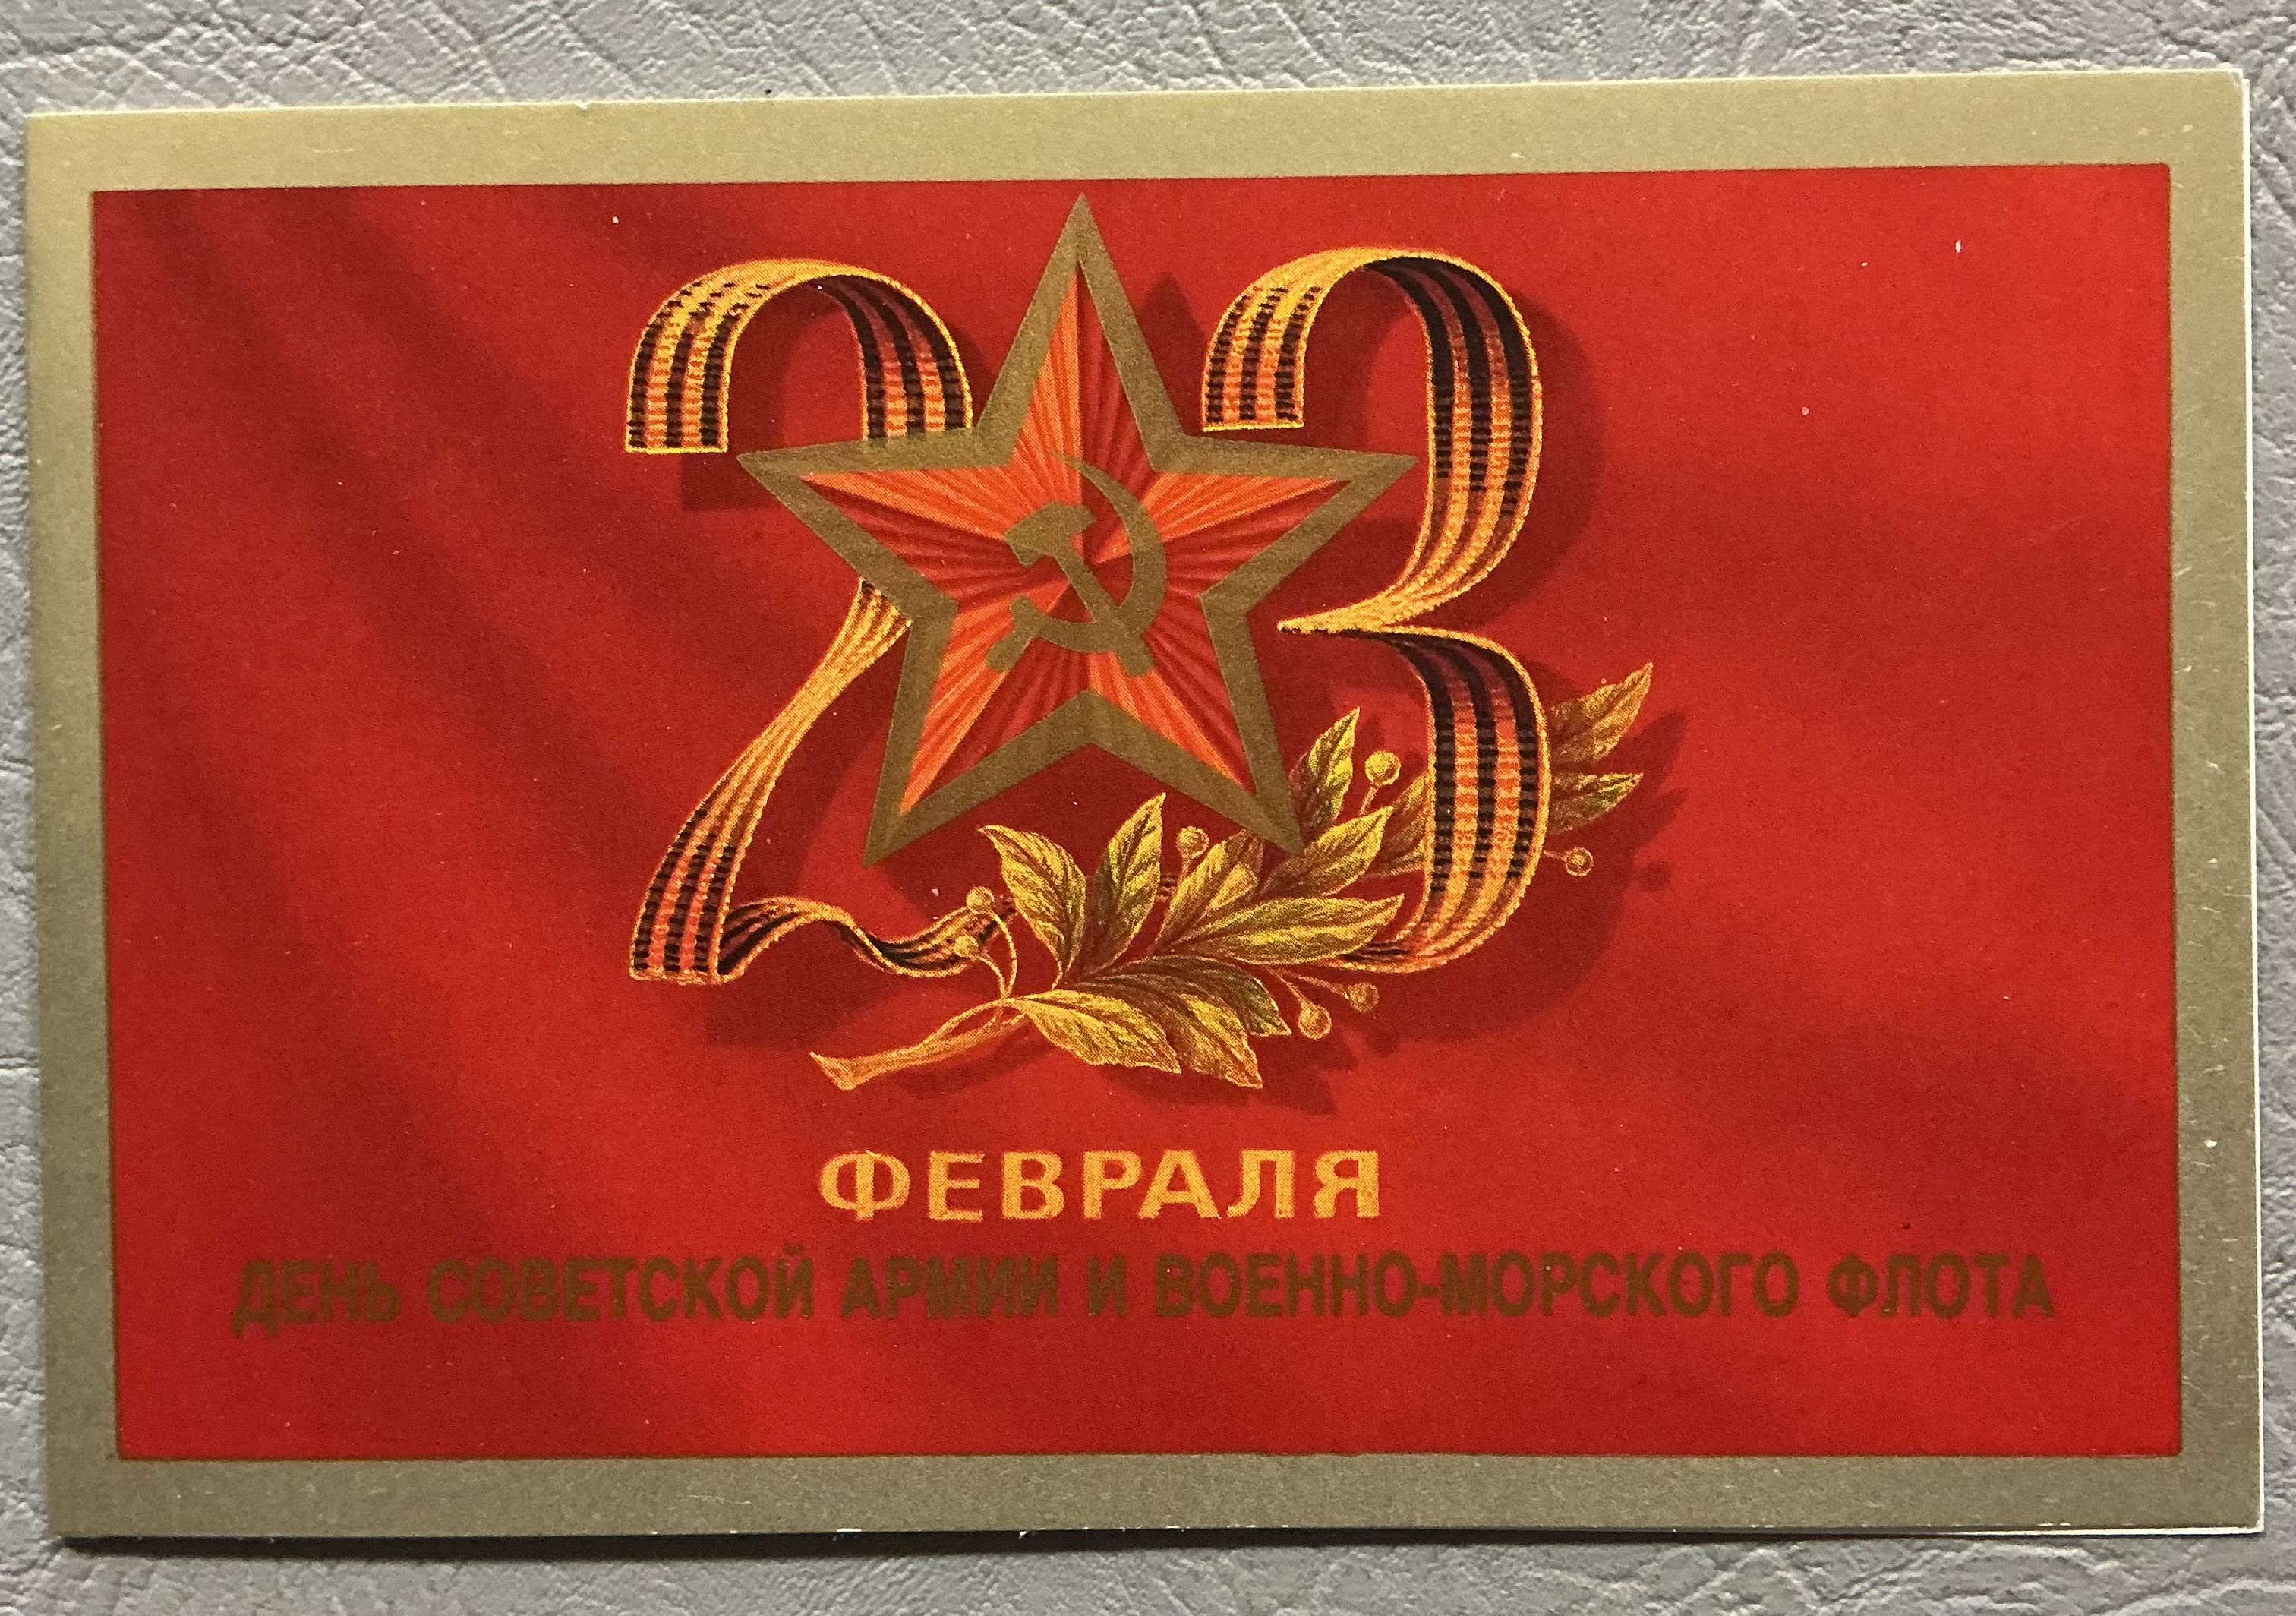 23
ФЕВРАЛЯ
ДЕНЬ СОВЕТСКОЙ АРМИИ И ВОЕННО-МОРСКОГО ФЛОТА